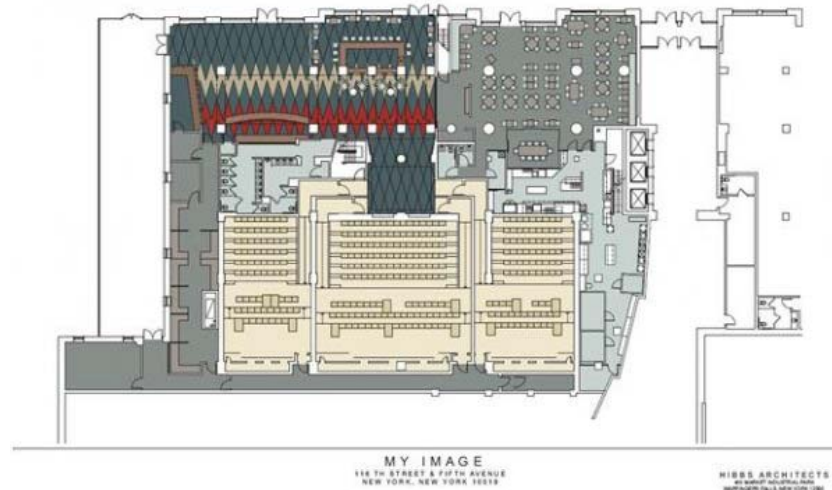 MY IMAGE
116 TH STREET & FIFTH AVENUE
NEW YORK, NEW YORK 10019
HIBBS ARCHITECTS